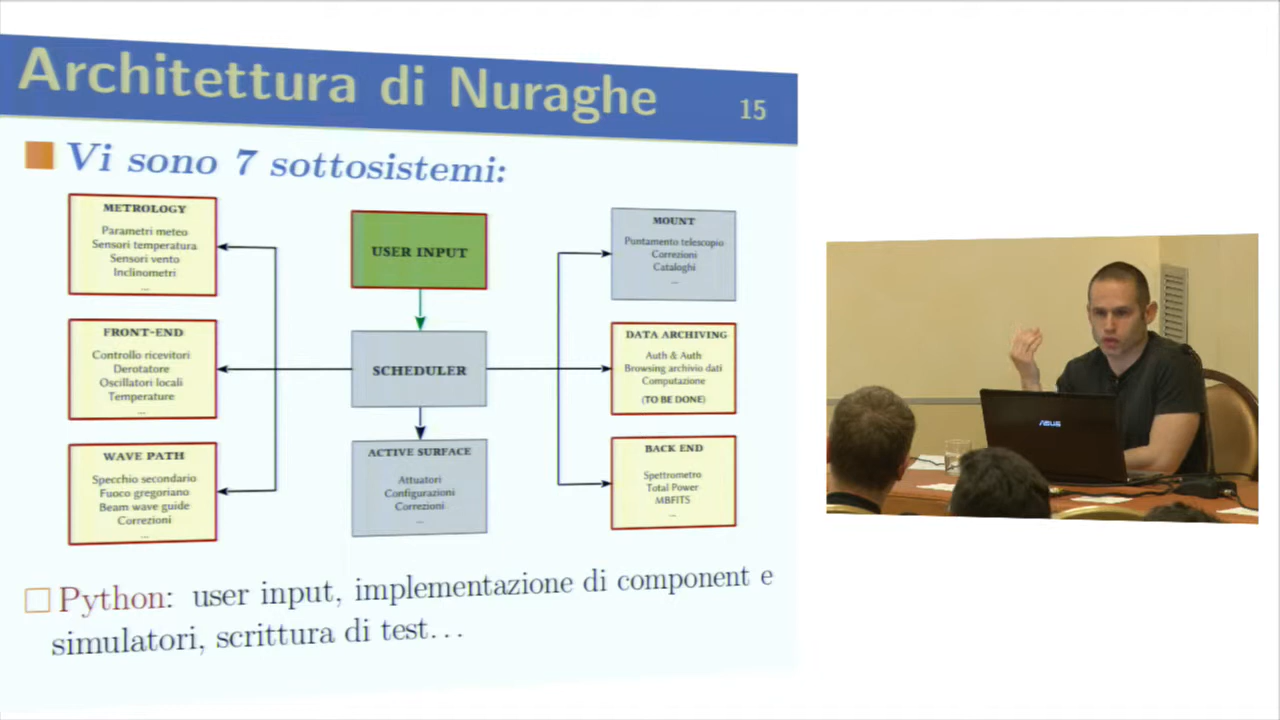 Architettura di Nuraghe
15
Vi sono 7 sottosistemi:
METROLOGY
Parametri meteo
Sensori temperatura
Sensori vento
Inclinometri
...
FRONT-END
Controllo ricevitori
Derotatore
Oscillatori locali
Temperature
...
WAVE PATH
Specchio secondario
Fuoco gregoriano
Beam wave guide
Correzioni
...
USER INPUT
SCHEDULER
ACTIVE SURFACE
Attuatori
Configurazioni
Correzioni
...
MOUNT
Puntamento telescopio
Correzioni
Cataloghi
...
DATA ARCHIVING
Auth & Auth
Browsing archivio dati
Computazione
(TO BE DONE)
BACK END
Spettrometro
Total Power
MBFITS
...
Python: user input, implementazione di component e
simulatori, scrittura di test...
ASUS